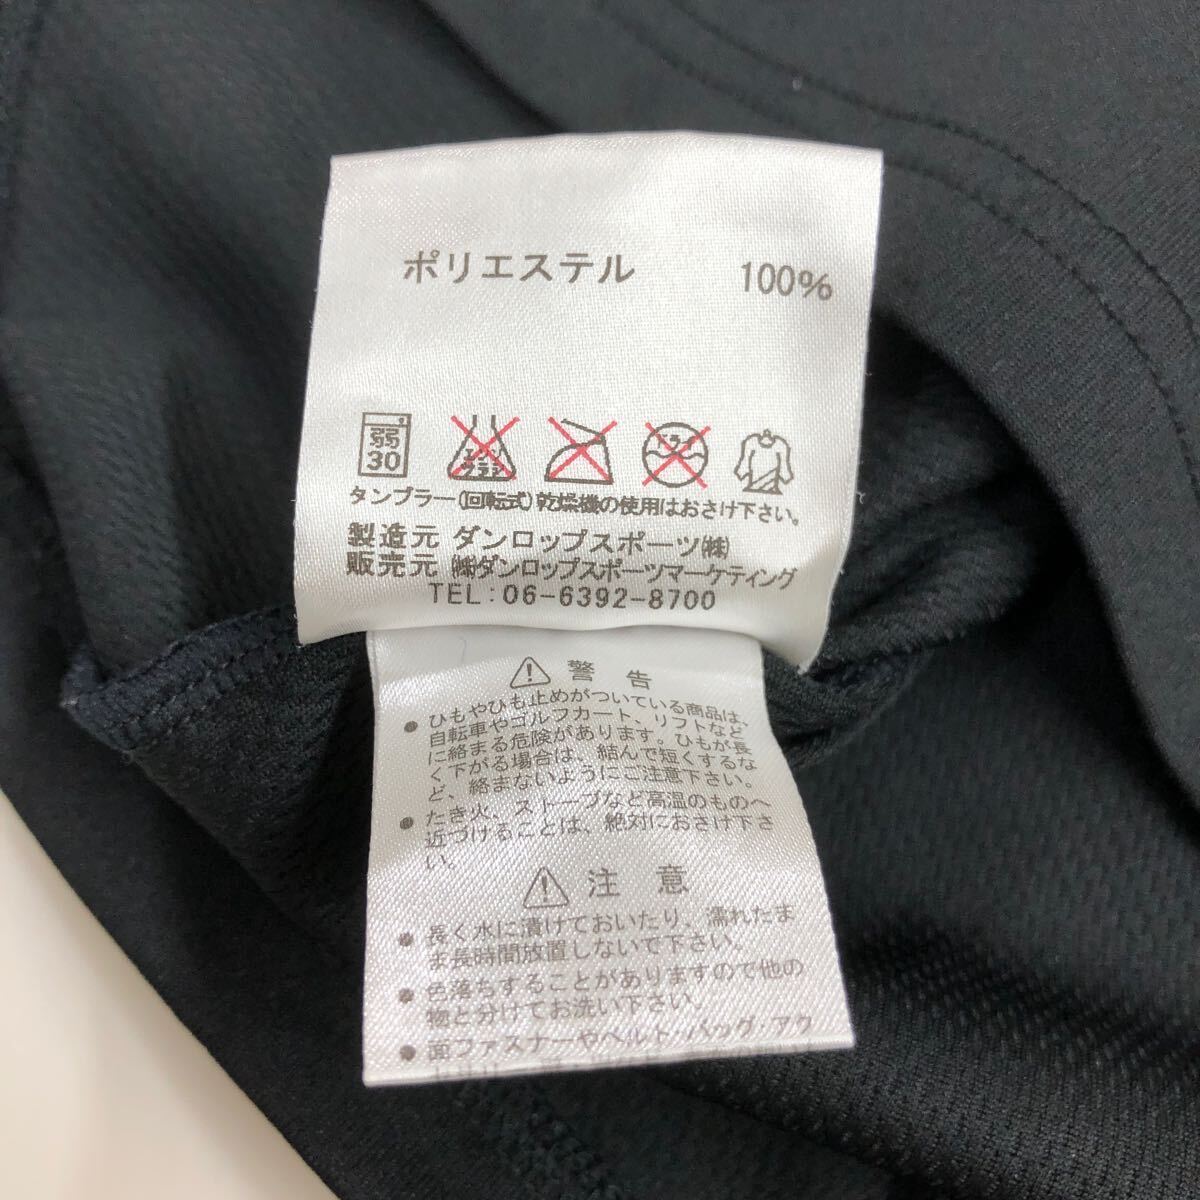 ポリエステル 100%
弱
30
エンソ
サラシ
ドライ
タンブラー(回転式)乾燥機の使用はおさけ下さい。
製造元 ダンロップスポーツ㈱
販売元 ㈱ダンロップスポーツマーケティング
TEL:06-6392-8700
警 告
● ひもやひも止めがついている商品は、
自転車やゴルフカート、リフトなど
に絡まる危険があります。ひもが長
く下がる場合は、結んで短くするな
ど、絡まないようにご注意下さい。
● たき火、ストーブなど高温のものへ
近づけることは、絶対におさけ下さ
い。
注 意
● 長く水に漬けておいたり、濡れたま
ま長時間放置しないで下さい。
● 色落ちすることがありますので他の
物と分けてお洗い下さい。
● 面ファスナーやベルト・バッグ・アク